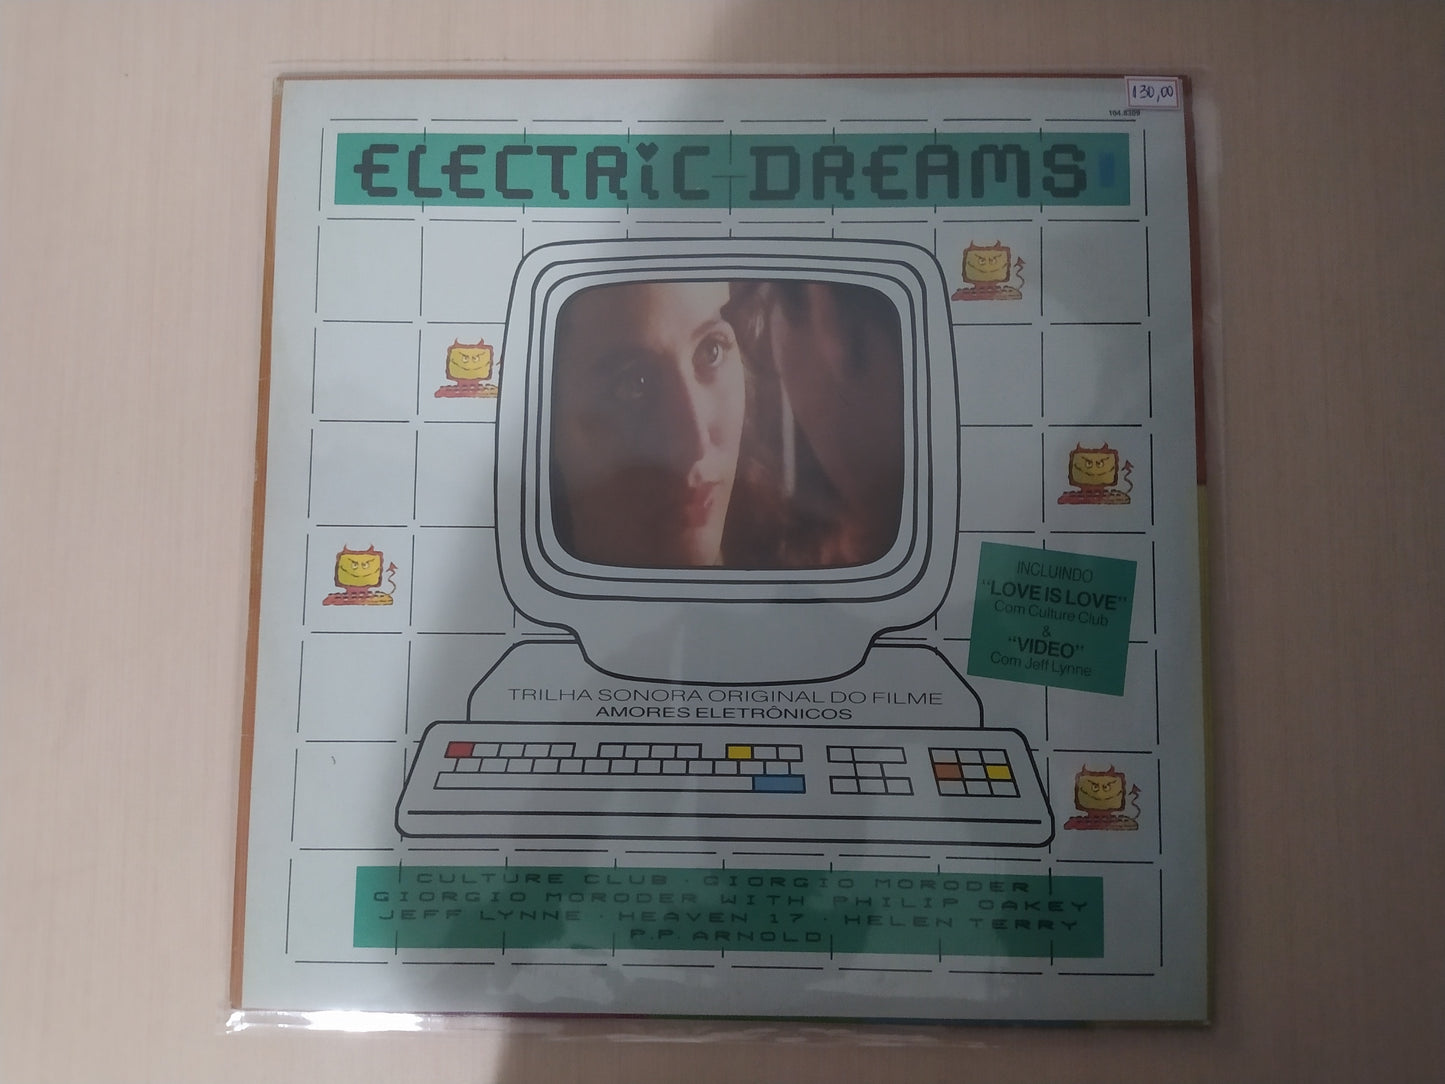 130,00
104.8309
ELECTRIC DREAMS
INCLUINDO
"LOVE IS LOVE"
Com Culture Club
&
"VIDEO"
Com Jeff Lynne
TRILHA SONORA ORIGINAL DO FILME
AMORES ELETRÔNICOS
CULTURE CLUB · GIORGIO MORODER
GIORGIO MORODER WITH PHILIP OAKEY
JEFF LYNNE · HEAVEN 17 · HELEN TERRY
P.P. ARNOLD